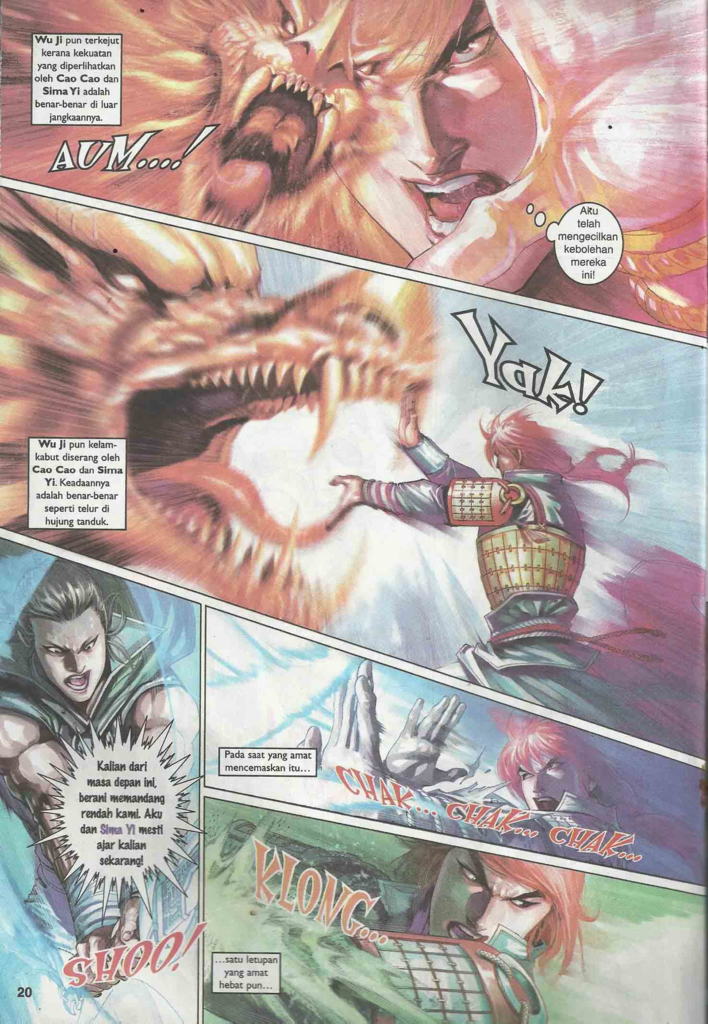 Wu Ji pun terkejut
kerana kekuatan
yang diperlihatkan
oleh Cao Cao dan
Sima Yi adalah
benar-benar di luar
jangkaannya.
AUM....!
Aku
telah
mengecilkan
kebolehan
mereka
ini!
Yak!
Wu Ji pun kelam-
kabut diserang oleh
Cao Cao dan Sima
Yi. Keadaannya
adalah benar-benar
seperti telur di
hujung tanduk.
Kalian dari
masa depan ini,
berani memandang
rendah kami. Aku
dan Sima Yi mesti
ajar kalian
sekarang!
SHOO!
Pada saat yang amat
mencemaskan itu...
CHAK... CHAK... CHAK...
KLONG...
...satu letupan
yang amat
hebat pun...
20